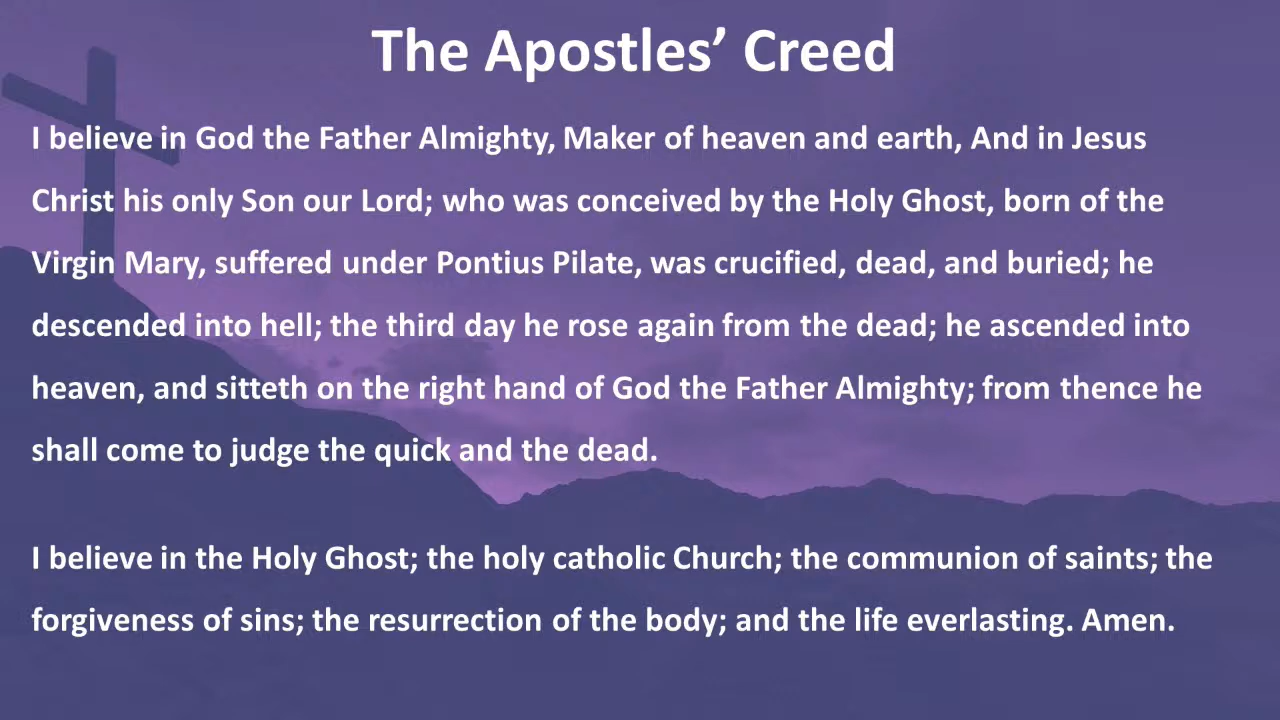 The Apostles’ Creed
I believe in God the Father Almighty, Maker of heaven and earth, And in Jesus
Christ his only Son our Lord; who was conceived by the Holy Ghost, born of the
Virgin Mary, suffered under Pontius Pilate, was crucified, dead, and buried; he
descended into hell; the third day he rose again from the dead; he ascended into
heaven, and sitteth on the right hand of God the Father Almighty; from thence he
shall come to judge the quick and the dead.
I believe in the Holy Ghost; the holy catholic Church; the communion of saints; the
forgiveness of sins; the resurrection of the body; and the life everlasting. Amen.